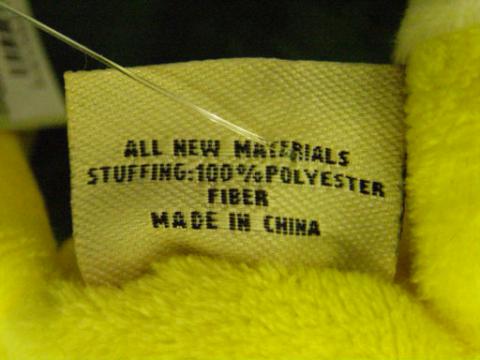 ALL NEW MATERIALS
STUFFING:100%POLYESTER
FIBER
MADE IN CHINA